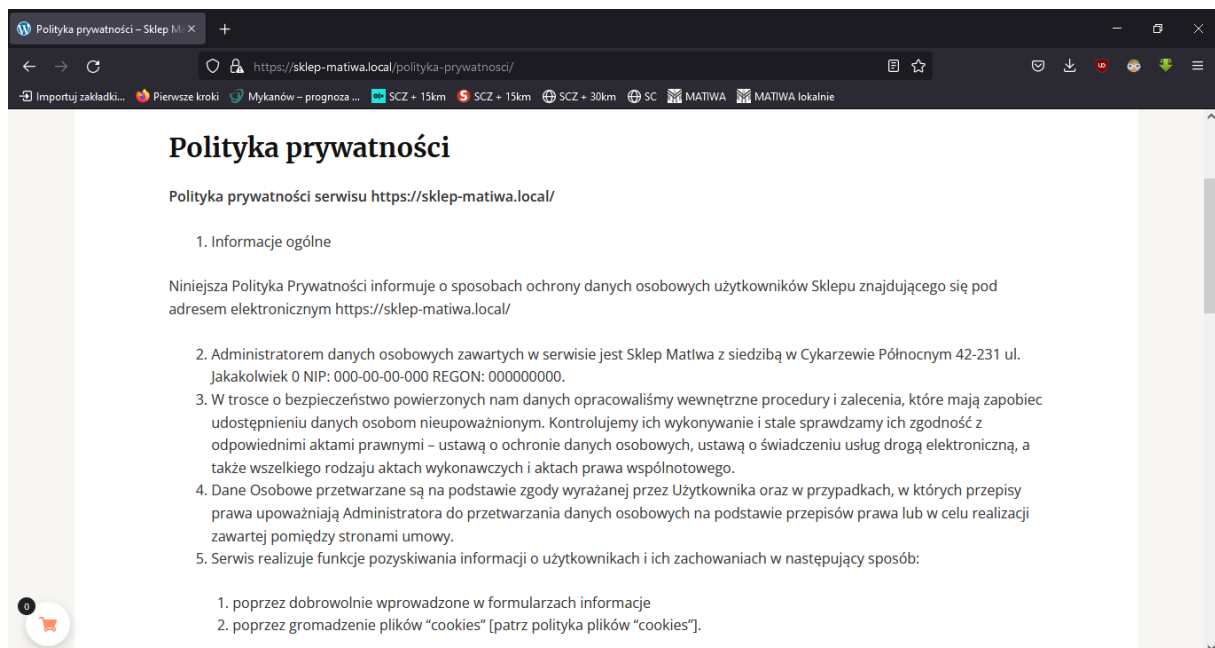 Polityka prywatności – Sklep Ma
https://sklep-matiwa.local/polityka-prywatnosci/
Importuj zakładki... Pierwsze kroki Mykanów – prognoza ... SCZ + 15km SCZ + 15km SCZ + 30km SC MATIWA MATIWA lokalnie
Polityka prywatności
Polityka prywatności serwisu https://sklep-matiwa.local/
1. Informacje ogólne
Niniejsza Polityka Prywatności informuje o sposobach ochrony danych osobowych użytkowników Sklepu znajdującego się pod
adresem elektronicznym https://sklep-matiwa.local/
2. Administratorem danych osobowych zawartych w serwisie jest Sklep MatIwa z siedzibą w Cykarzewie Północnym 42-231 ul.
Jakakolwiek 0 NIP: 000-00-00-000 REGON: 000000000.
3. W trosce o bezpieczeństwo powierzonych nam danych opracowaliśmy wewnętrzne procedury i zalecenia, które mają zapobiec
udostępnieniu danych osobom nieupoważnionym. Kontrolujemy ich wykonywanie i stale sprawdzamy ich zgodność z
odpowiednimi aktami prawnymi – ustawą o ochronie danych osobowych, ustawą o świadczeniu usług drogą elektroniczną, a
także wszelkiego rodzaju aktach wykonawczych i aktach prawa wspólnotowego.
4. Dane Osobowe przetwarzane są na podstawie zgody wyrażanej przez Użytkownika oraz w przypadkach, w których przepisy
prawa upoważniają Administratora do przetwarzania danych osobowych na podstawie przepisów prawa lub w celu realizacji
zawartej pomiędzy stronami umowy.
5. Serwis realizuje funkcje pozyskiwania informacji o użytkownikach i ich zachowaniach w następujący sposób:
1. poprzez dobrowolnie wprowadzone w formularzach informacje
2. poprzez gromadzenie plików “cookies” [patrz polityka plików “cookies”].
0